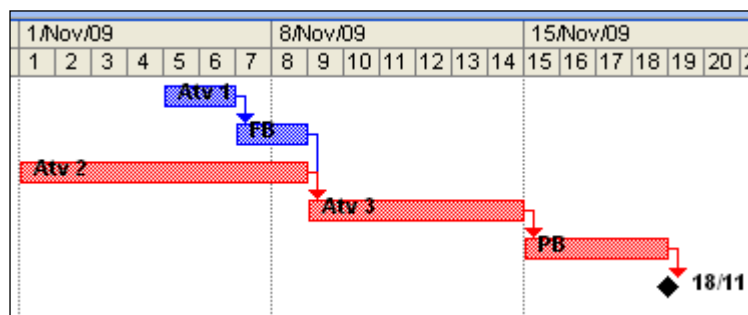 1/Nov/09 8/Nov/09 15/Nov/09
1 2 3 4 5 6 7 8 9 10 11 12 13 14 15 16 17 18 19 20
Atv 1
FB
Atv 2
Atv 3
PB
18/11